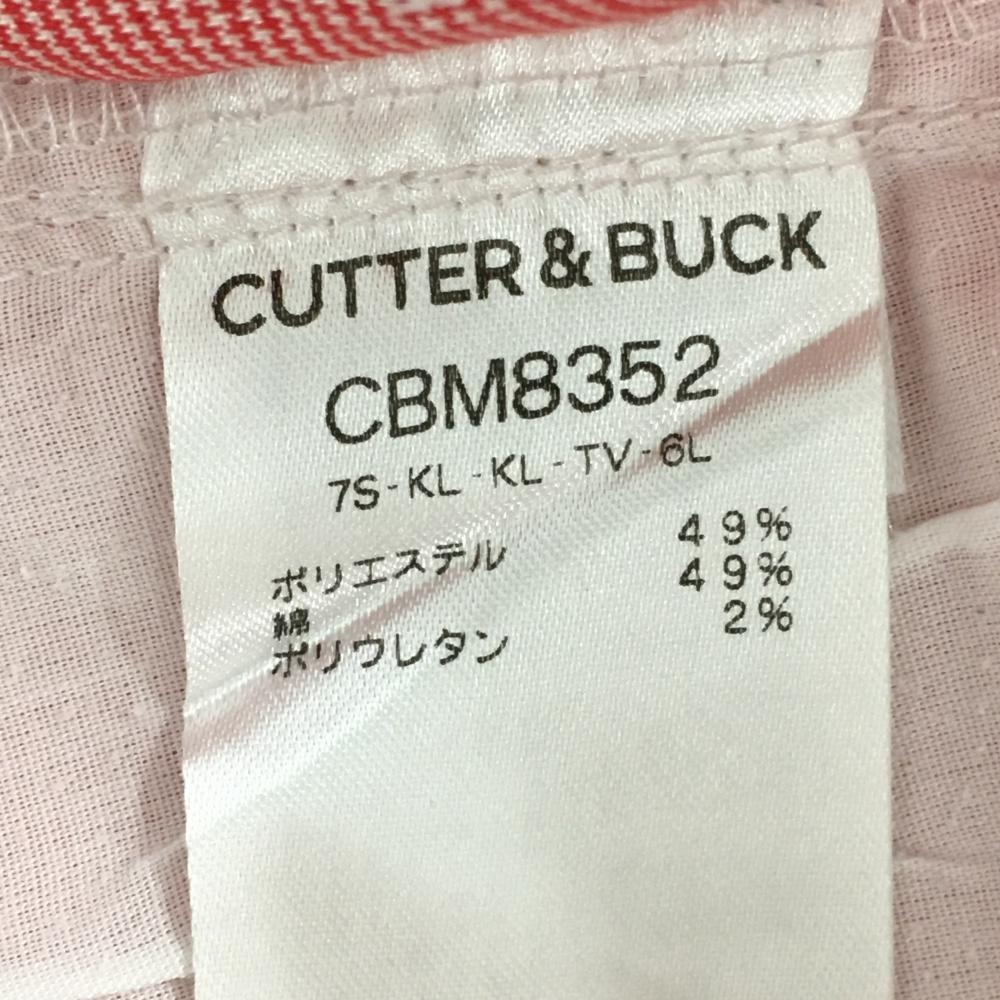 CUTTER & BUCK
CBM8352
7S-KL-KL-TV-6L
ポリエステル 49%
綿 49%
ポリウレタン 2%